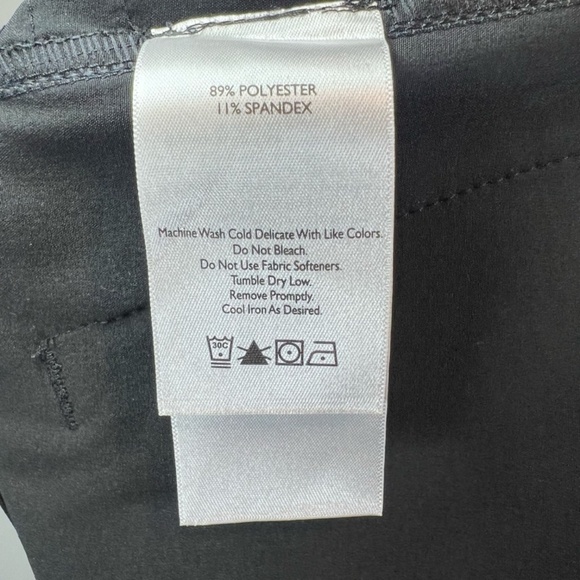 89% POLYESTER
11% SPANDEX
Machine Wash Cold Delicate With Like Colors.
Do Not Bleach.
Do Not Use Fabric Softeners.
Tumble Dry Low.
Remove Promptly.
Cool Iron As Desired.
30C